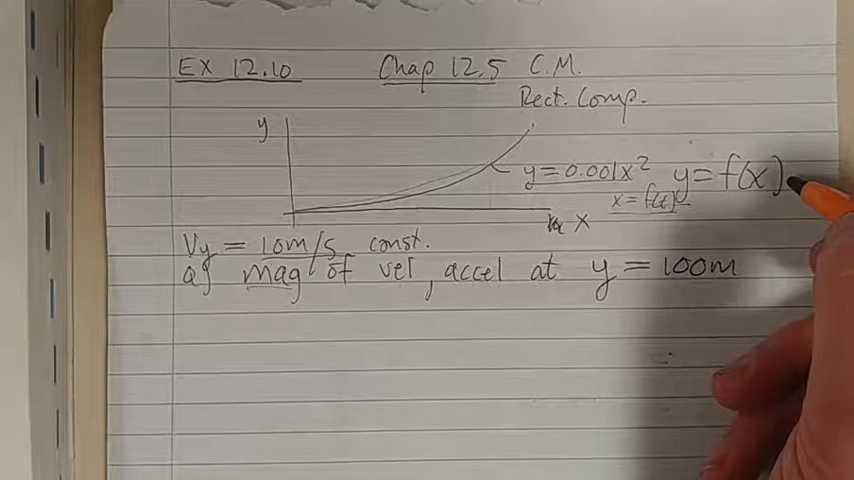 EX 12.10 Chap 12.5 C.M.
Rect. Comp.
y
y = 0.001x² y = f(x)
x = f(t)
x
Vy = 10m/s const.
a) mag of vel, accel at y = 100m